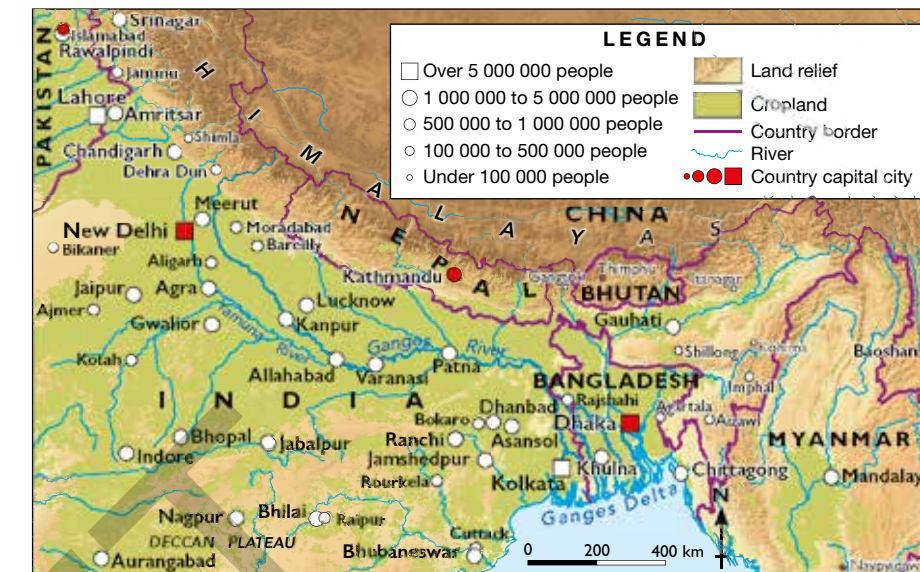 Srinagar
Islamabad
Rawalpindi
PAKISTAN
Jammu
Lahore
Amritsar
Shimla
Chandigarh
Dehra Dun
HIMALAYAS
LEGEND
Over 5 000 000 people
1 000 000 to 5 000 000 people
500 000 to 1 000 000 people
100 000 to 500 000 people
Under 100 000 people
Land relief
Cropland
Country border
River
Country capital city
CHINA
NEPAL
Meerut
New Delhi
Moradabad
Bikaner
Bareilly
Aligarh
Kathmandu
Gangtok
Thimphu
Itanagar
BHUTAN
Jaipur
Agra
Lucknow
Ajmer
Gwalior
Yamuna River
Kanpur
Gauhati
Ganges River
Kotah
Allahabad
Varanasi
Patna
Shillong
Kohima
Baoshan
Imphal
BANGLADESH
INDIA
Rajshahi
Dhanbad
Bokaro
Dhaka
Agartala
Aizawl
Ranchi
Asansol
MYANMAR
Bhopal
Jabalpur
Indore
Jamshedpur
Khulna
Chittagong
Mandalay
Rourkela
Kolkata
Ganges Delta
N
Nagpur
Bhilai
Raipur
DECCAN PLATEAU
Cuttack
Bhubaneswar
0 200 400 km
Aurangabad
Naypyidaw